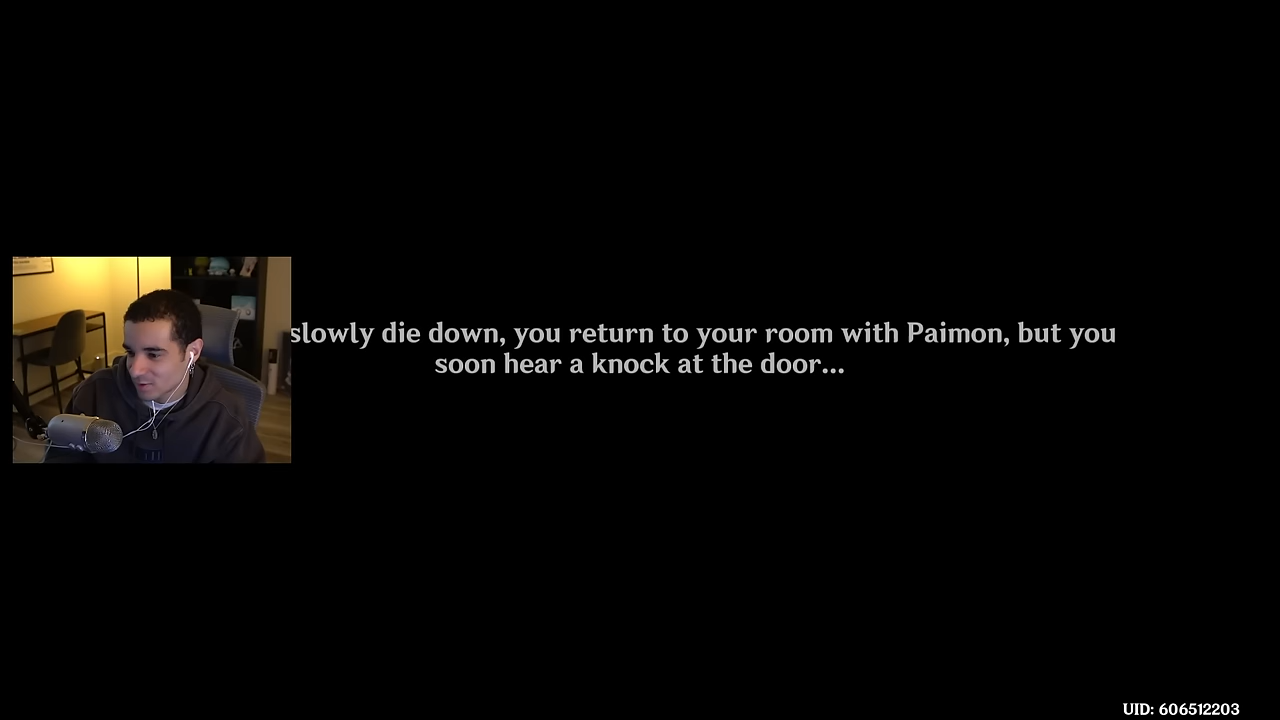 slowly die down, you return to your room with Paimon, but you
soon hear a knock at the door...
UID: 606512203